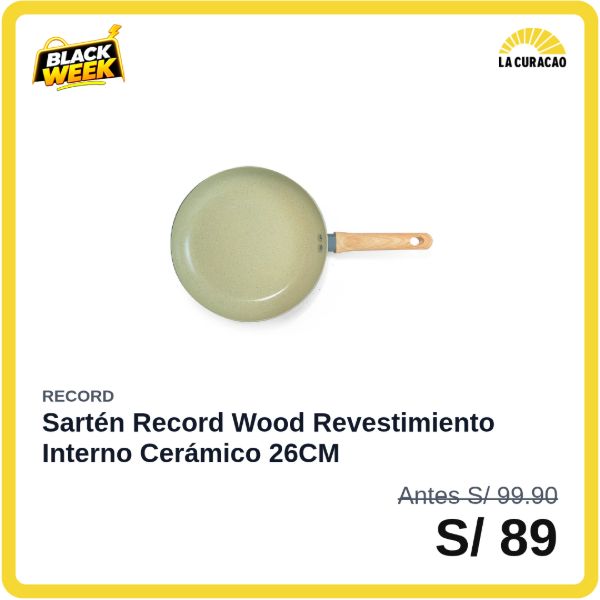 BLACK
WEEK
LA CURACAO
RECORD
Sartén Record Wood Revestimiento
Interno Cerámico 26CM
Antes S/ 99.90
S/ 89